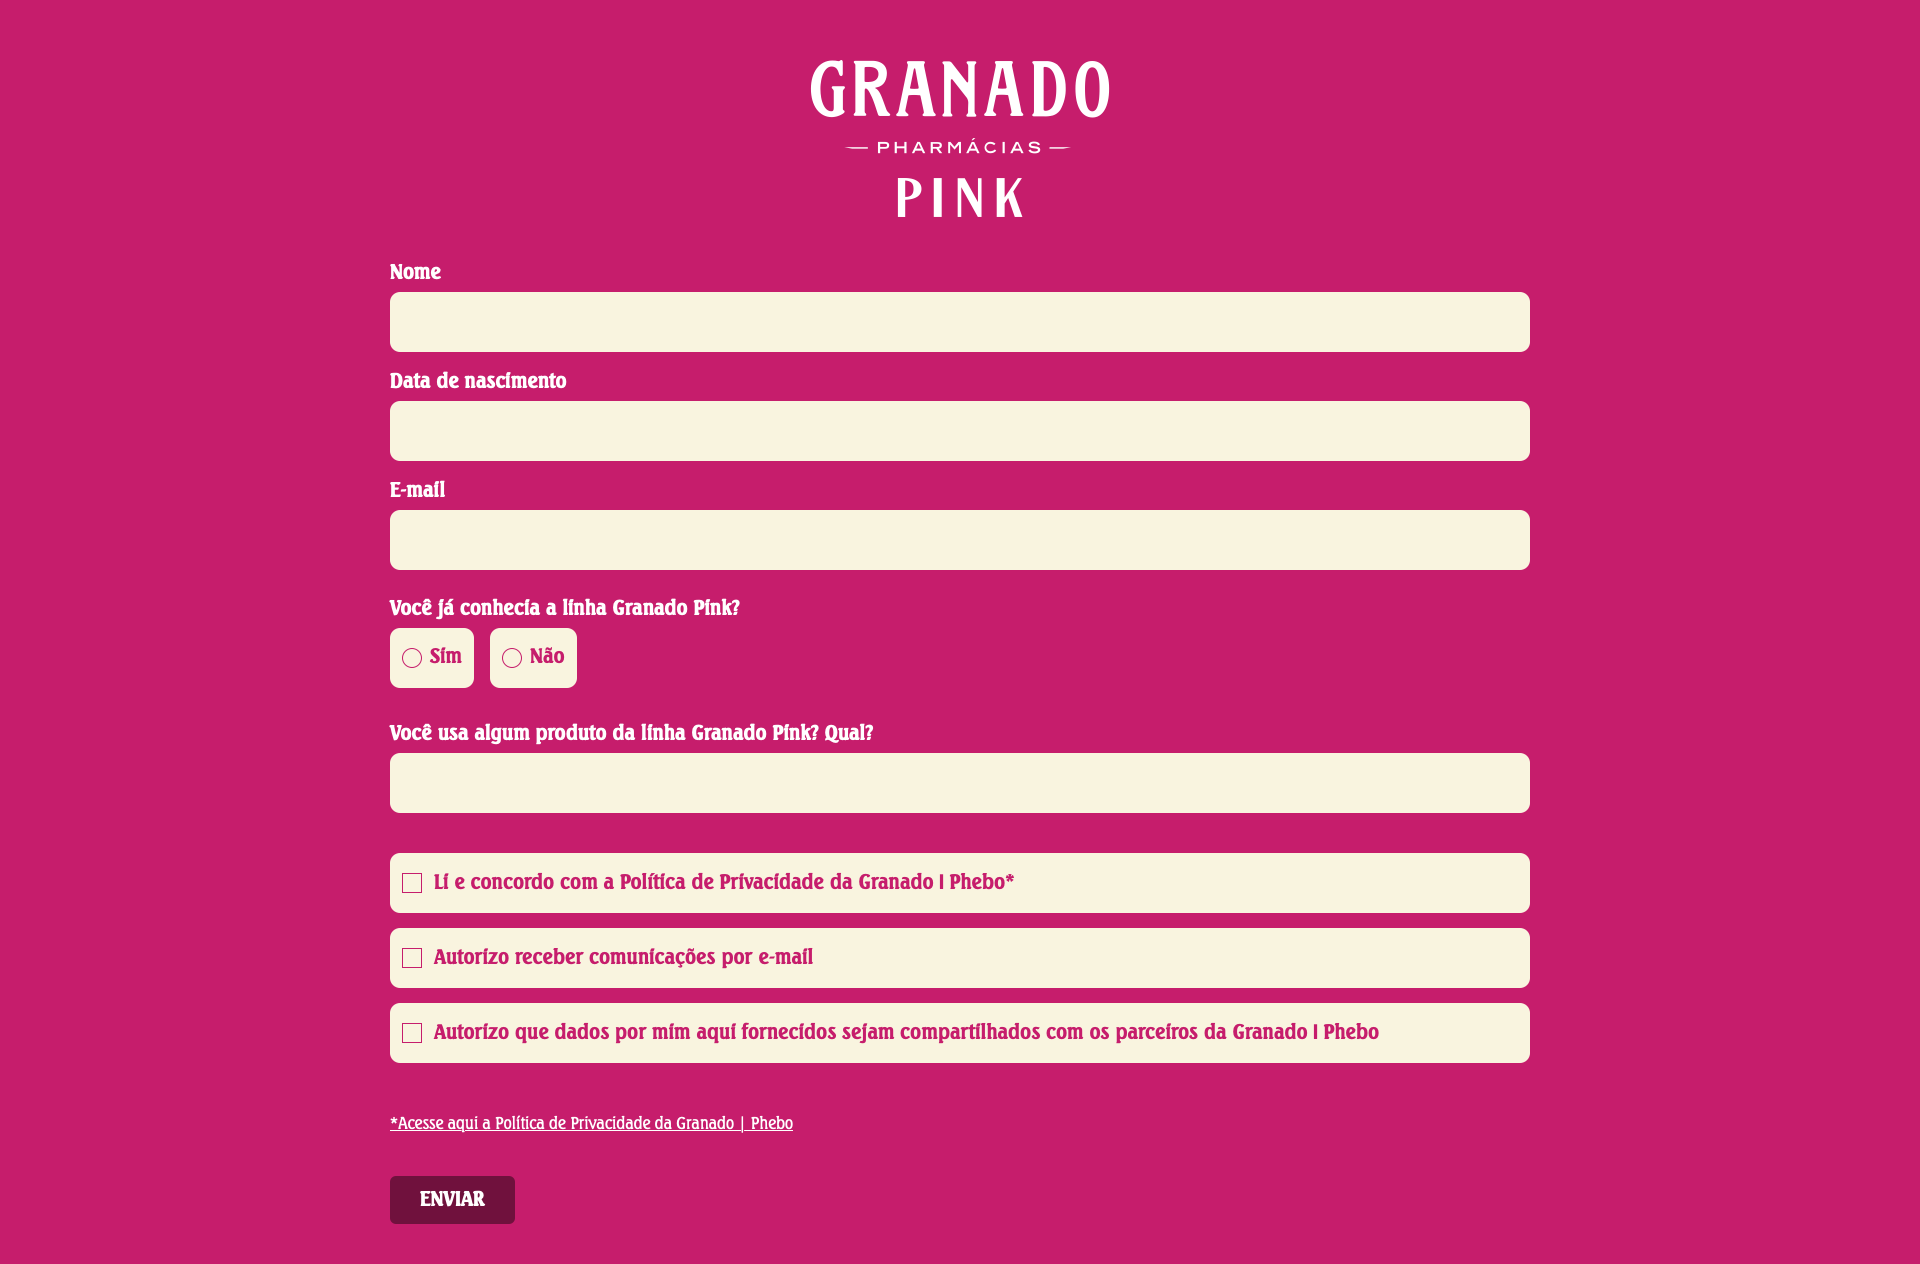 GRANADO
PHARMÁCIAS
PINK
Nome
Data de nascimento
E-mail
Você já conhecia a linha Granado Pink?
Sim
Não
Você usa algum produto da linha Granado Pink? Qual?
Li e concordo com a Política de Privacidade da Granado | Phebo*
Autorizo receber comunicações por e-mail
Autorizo que dados por mim aqui fornecidos sejam compartilhados com os parceiros da Granado | Phebo
*Acesse aqui a Política de Privacidade da Granado | Phebo
ENVIAR